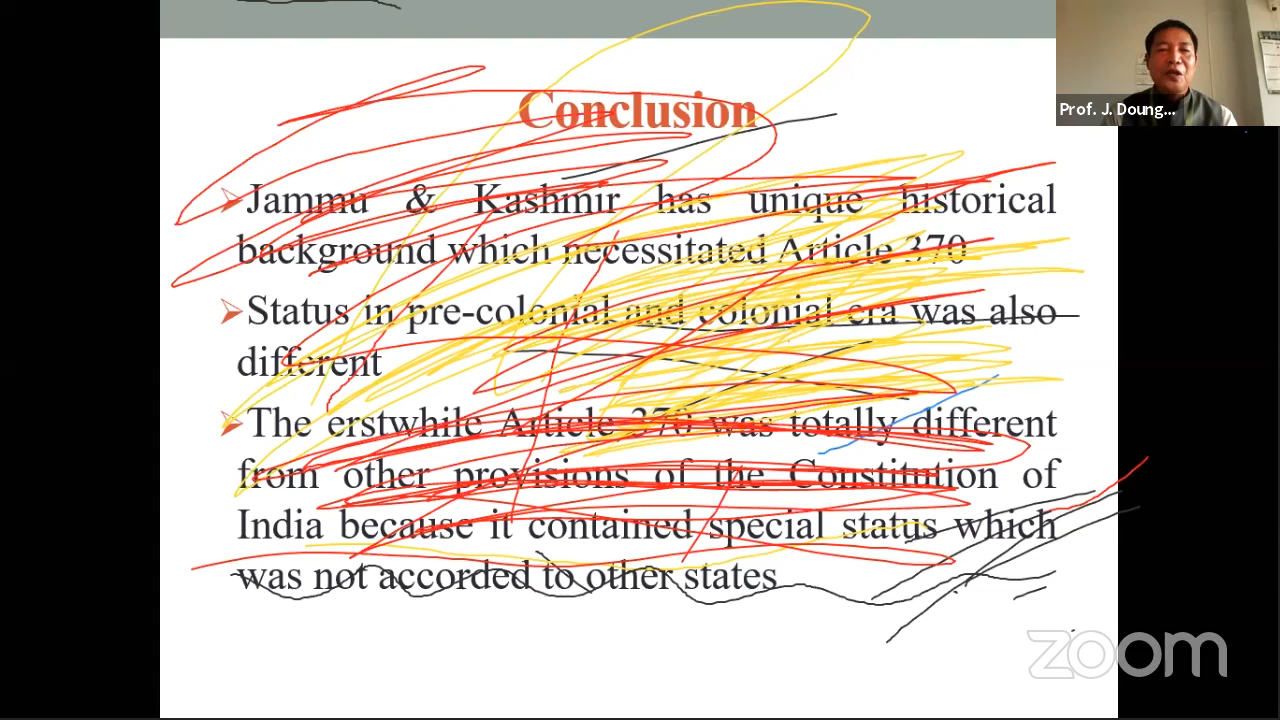 Conclusion
Prof. J. Doung...
Jammu & Kashmir has unique historical
background which necessitated Article 370
Status in pre-colonial and colonial era was also
different
The erstwhile Article 370 was totally different
from other provisions of the Constitution of
India because it contained special status which
was not accorded to other states
zoom